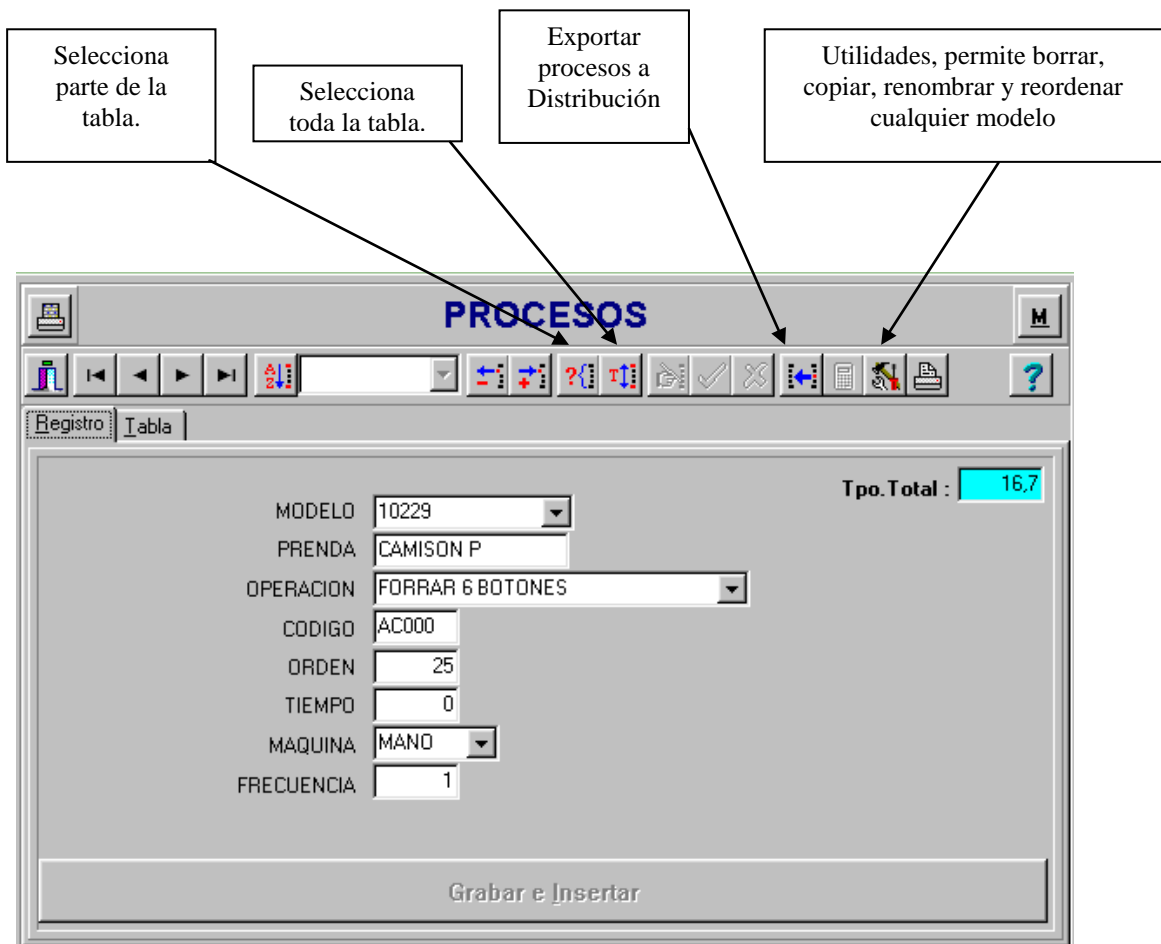 Selecciona
parte de la
tabla.
Selecciona
toda la tabla.
Exportar
procesos a
Distribución
Utilidades, permite borrar,
copiar, renombrar y reordenar
cualquier modelo
PROCESOS
M
A
Z
?{
T
?
Registro
Tabla
Tpo.Total : 16,7
MODELO 10229
PRENDA CAMISON P
OPERACION FORRAR 6 BOTONES
CODIGO AC000
ORDEN 25
TIEMPO 0
MAQUINA MANO
FRECUENCIA 1
Grabar e Insertar